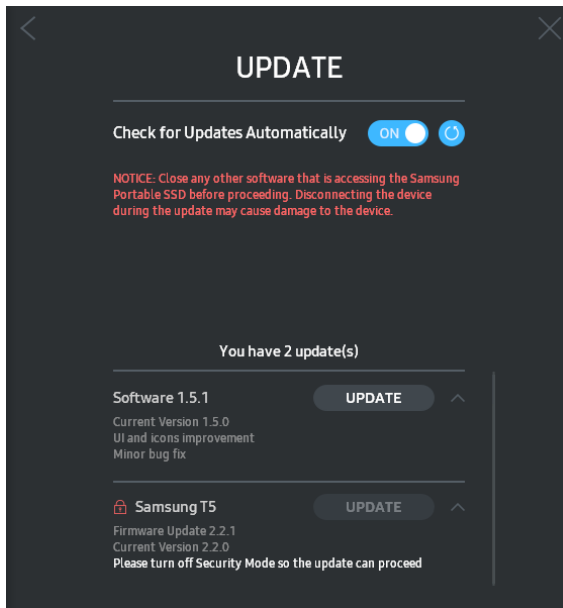 UPDATE
Check for Updates Automatically ON
NOTICE: Close any other software that is accessing the Samsung
Portable SSD before proceeding. Disconnecting the device
during the update may cause damage to the device.
You have 2 update(s)
Software 1.5.1 UPDATE
Current Version 1.5.0
UI and icons improvement
Minor bug fix
Samsung T5 UPDATE
Firmware Update 2.2.1
Current Version 2.2.0
Please turn off Security Mode so the update can proceed